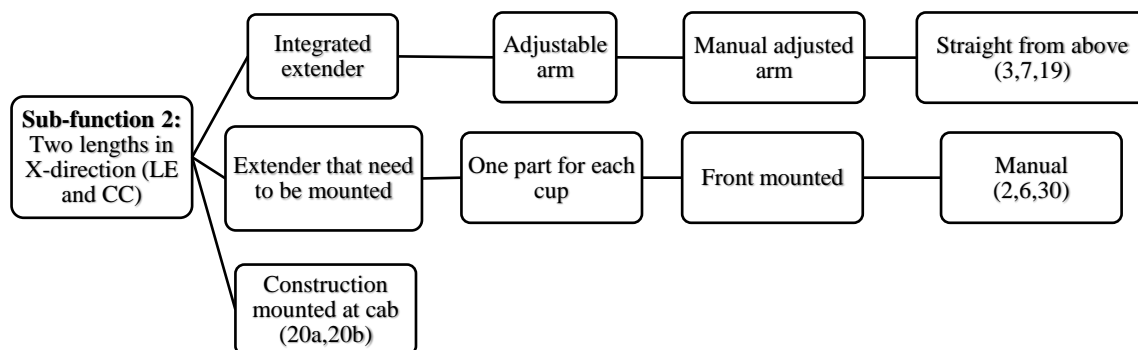 Sub-function 2:
Two lengths in
X-direction (LE
and CC)
Integrated
extender
Adjustable
arm
Manual adjusted
arm
Straight from above
(3,7,19)
Extender that need
to be mounted
One part for each
cup
Front mounted
Manual
(2,6,30)
Construction
mounted at cab
(20a,20b)